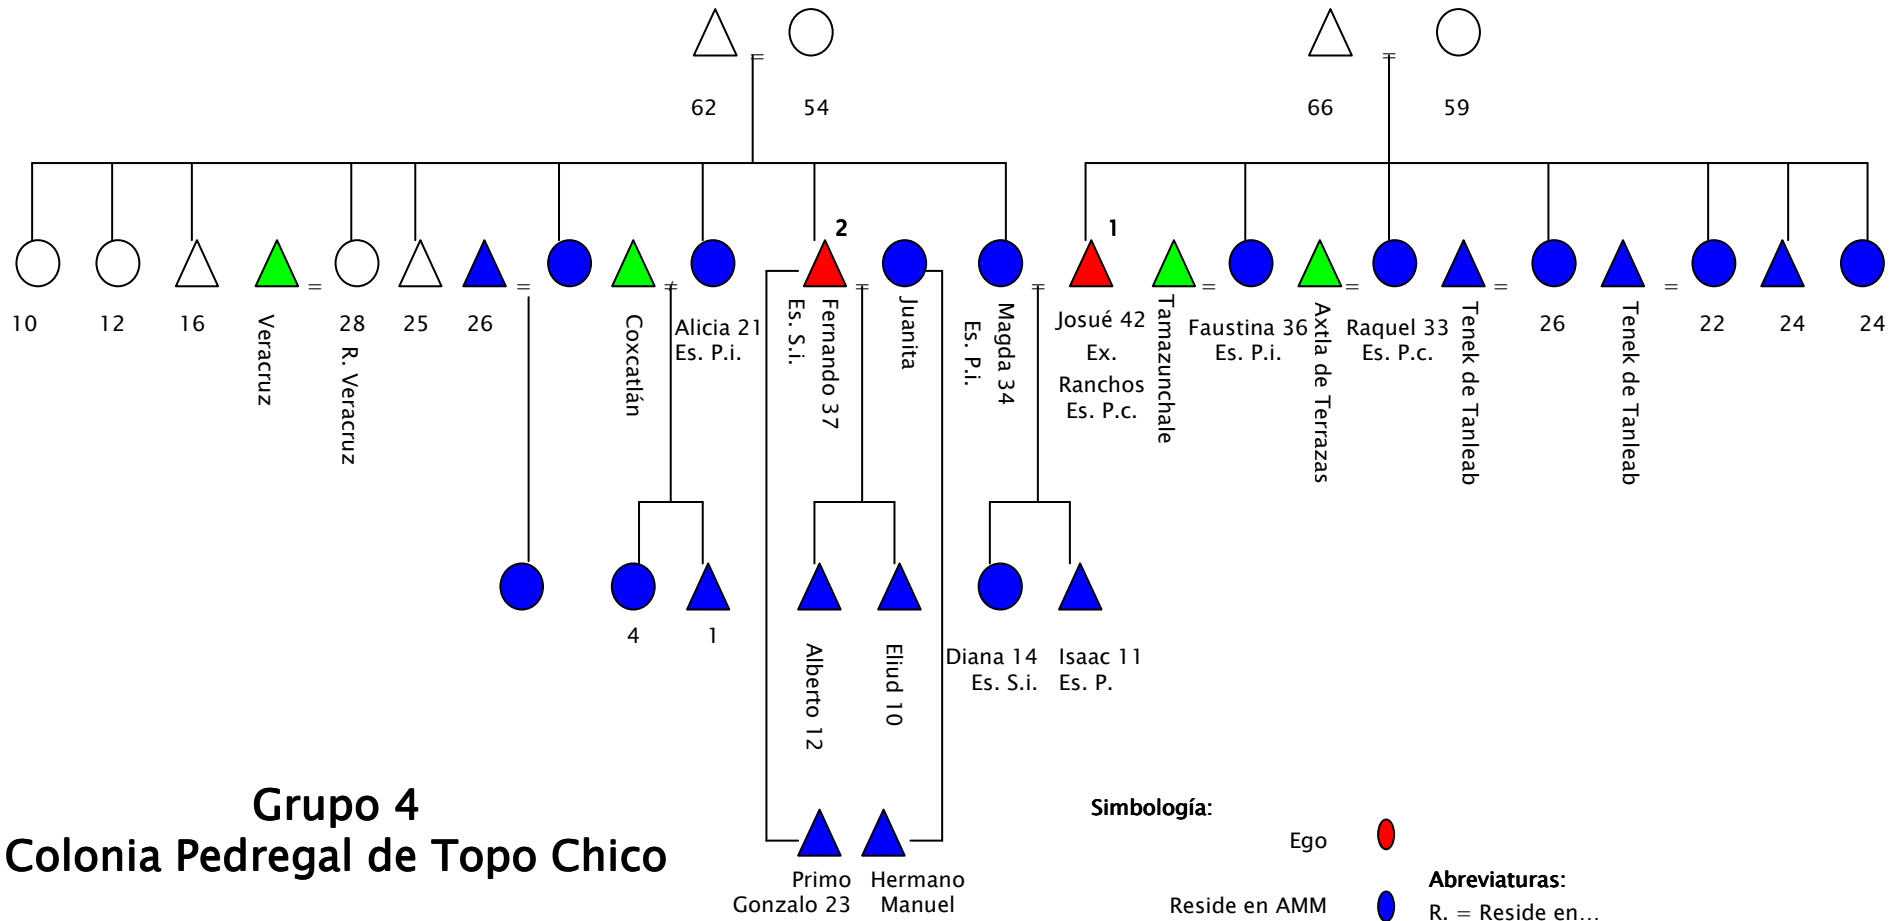 62
54
66
59
2
1
10
12
16
Veracruz
=
28
R. Veracruz
25
26
=
Coxcatlán
≠
Alicia 21
Es. P.i.
Fernando 37
Es. S.i.
=
Juanita
Magda 34
Es. P.i.
=
Josué 42
Ex.
Ranchos
Es. P.c.
Tamazunchale
=
Faustina 36
Es. P.i.
Axtla de Terrazas
=
Raquel 33
Es. P.c.
Tenek de Tanleab
=
26
Tenek de Tanleab
=
22
24
24
4
1
Alberto 12
Eliud 10
Diana 14
Es. S.i.
Isaac 11
Es. P.
Primo
Gonzalo 23
Hermano
Manuel
Grupo 4
Colonia Pedregal de Topo Chico
Simbología:
Ego
Reside en AMM
Abreviaturas:
R. = Reside en…